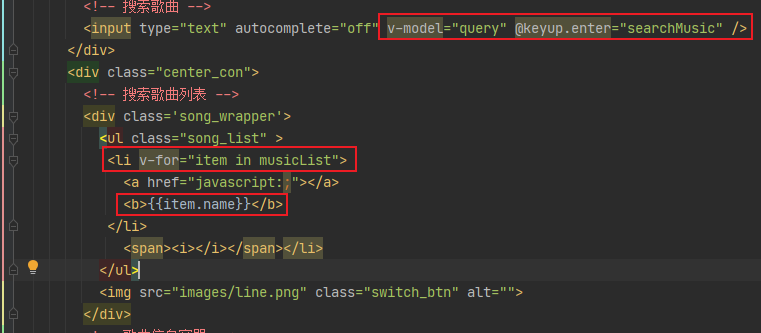 <!-- 搜索歌曲 -->
<input type="text" autocomplete="off" v-model="query" @keyup.enter="searchMusic" />
</div>
<div class="center_con">
<!-- 搜索歌曲列表 -->
<div class='song_wrapper'>
<ul class="song_list" >
<li v-for="item in musicList">
<a href="javascript:;"></a>
<b>{{item.name}}</b>
</li>
<span><i></i></span></li>
</ul>
<img src="images/line.png" class="switch_btn" alt="">
</div>